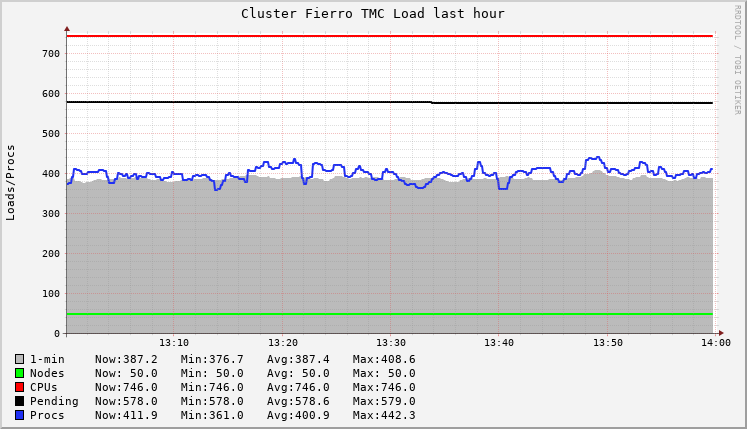 Cluster Fierro TMC Load last hour
RRDTOOL / TOBI OETIKER
Loads/Procs
700
600
500
400
300
200
100
0
13:10 13:20 13:30 13:40 13:50 14:00
1-min Now:387.2 Min:376.7 Avg:387.4 Max:408.6
Nodes Now: 50.0 Min: 50.0 Avg: 50.0 Max: 50.0
CPUs Now:746.0 Min:746.0 Avg:746.0 Max:746.0
Pending Now:578.0 Min:578.0 Avg:578.6 Max:579.0
Procs Now:411.9 Min:361.0 Avg:400.9 Max:442.3